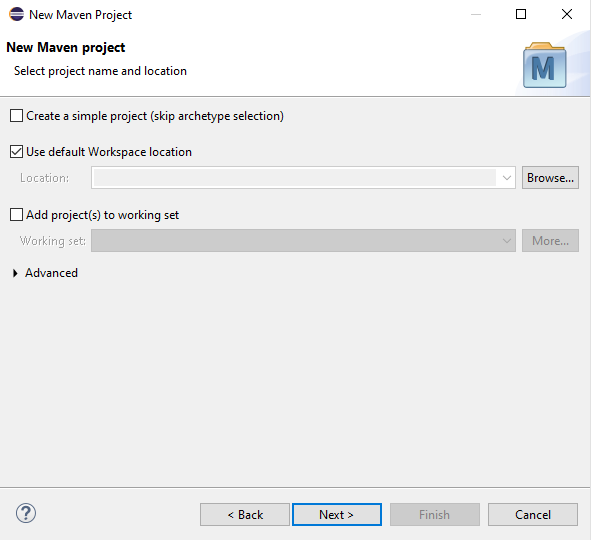 New Maven Project
New Maven project
Select project name and location
M
Create a simple project (skip archetype selection)
Use default Workspace location
Location:
Browse...
Add project(s) to working set
Working set:
More...
Advanced
?
< Back
Next >
Finish
Cancel